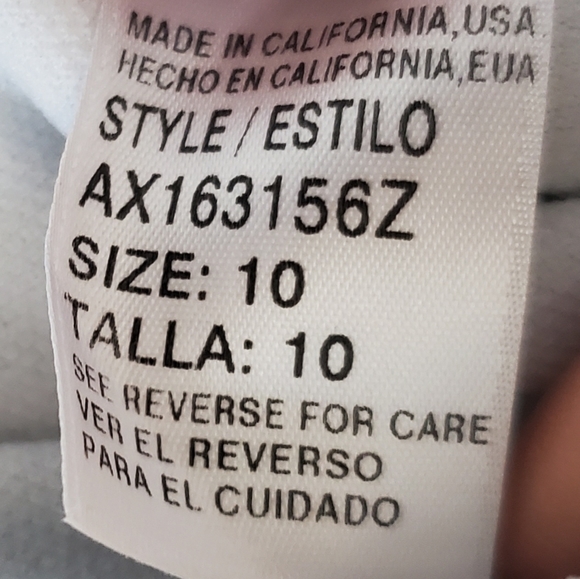 MADE IN CALIFORNIA,USA
HECHO EN CALIFORNIA,EUA
STYLE/ESTILO
AX163156Z
SIZE: 10
TALLA: 10
SEE REVERSE FOR CARE
VER EL REVERSO
PARA EL CUIDADO